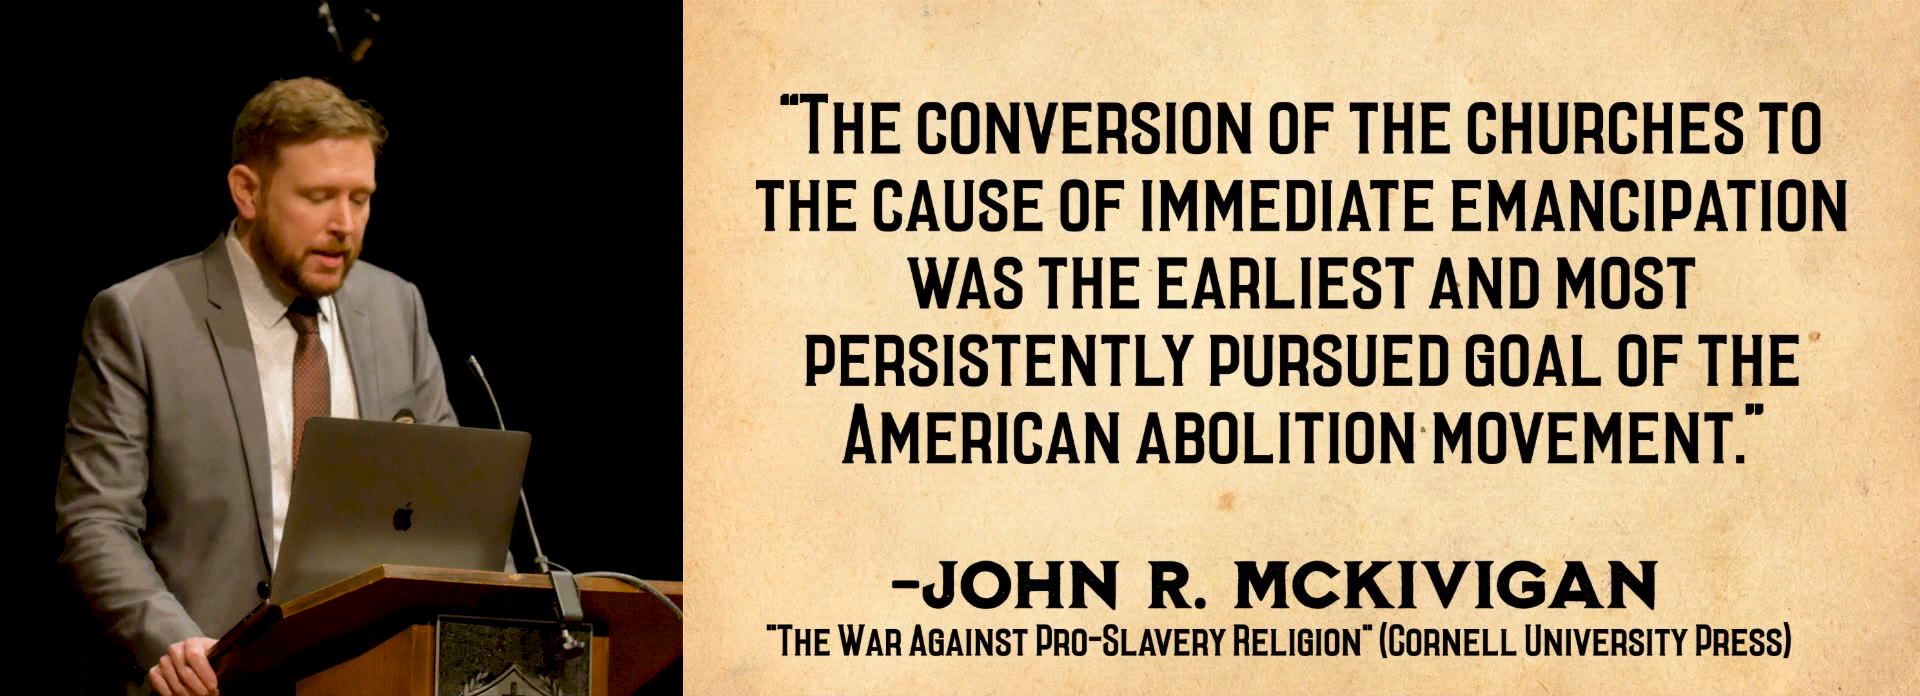 "The conversion of the churches to
the cause of immediate emancipation
was the earliest and most
persistently pursued goal of the
American abolition movement."
-John R. McKivigan
"The War Against Pro-Slavery Religion" (Cornell University Press)